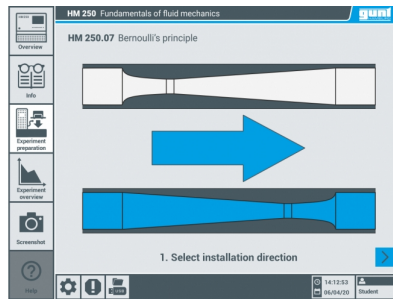 HM 250 Fundamentals of fluid mechanics
gunt
HM 250.07 Bernoulli's principle
Overview
Info
Experiment
preparation
Experiment
overview
Screenshot
Help
1. Select installation direction
USB
14:12:53
06/04/20
Student